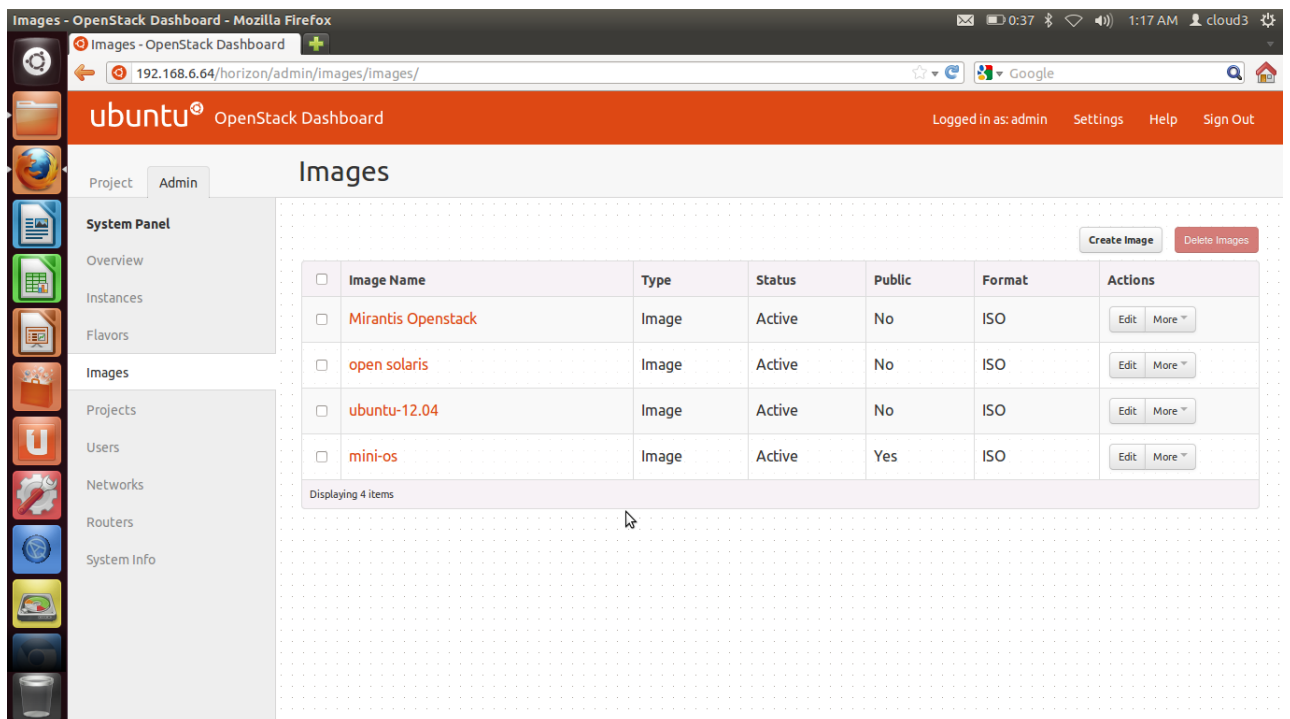 Images - OpenStack Dashboard - Mozilla Firefox 0:37 1:17 AM cloud3
Images - OpenStack Dashboard
192.168.6.64/horizon/admin/images/images/ Google
ubuntu OpenStack Dashboard Logged in as: admin Settings Help Sign Out
Project Admin Images
System Panel
Overview
Instances
Flavors
Images
Projects
Users
Networks
Routers
System Info
Create Image Delete Images
Image Name Type Status Public Format Actions
Mirantis Openstack Image Active No ISO Edit More
open solaris Image Active No ISO Edit More
ubuntu-12.04 Image Active No ISO Edit More
mini-os Image Active Yes ISO Edit More
Displaying 4 items